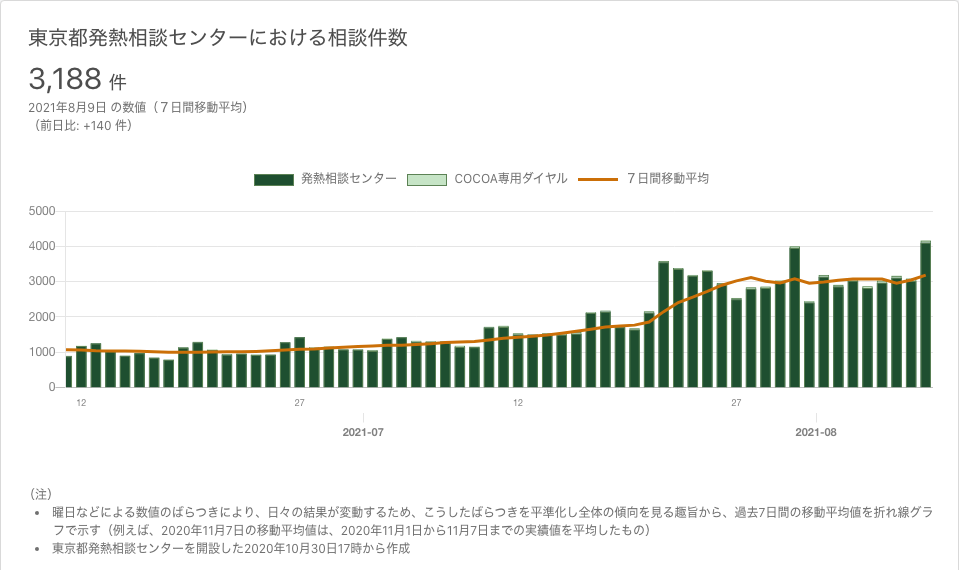 東京都発熱相談センターにおける相談件数
3,188 件
2021年8月9日 の数値（７日間移動平均）
（前日比: +140 件）
発熱相談センター COCOA専用ダイヤル ７日間移動平均
5000
4000
3000
2000
1000
0
12 27 12 27
2021-07 2021-08
（注）
• 曜日などによる数値のばらつきにより、日々の結果が変動するため、こうしたばらつきを平準化し全体の傾向を見る趣旨から、過去7日間の移動平均値を折れ線グラ
フで示す（例えば、2020年11月7日の移動平均値は、2020年11月1日から11月7日までの実績値を平均したもの）
• 東京都発熱相談センターを開設した2020年10月30日17時から作成